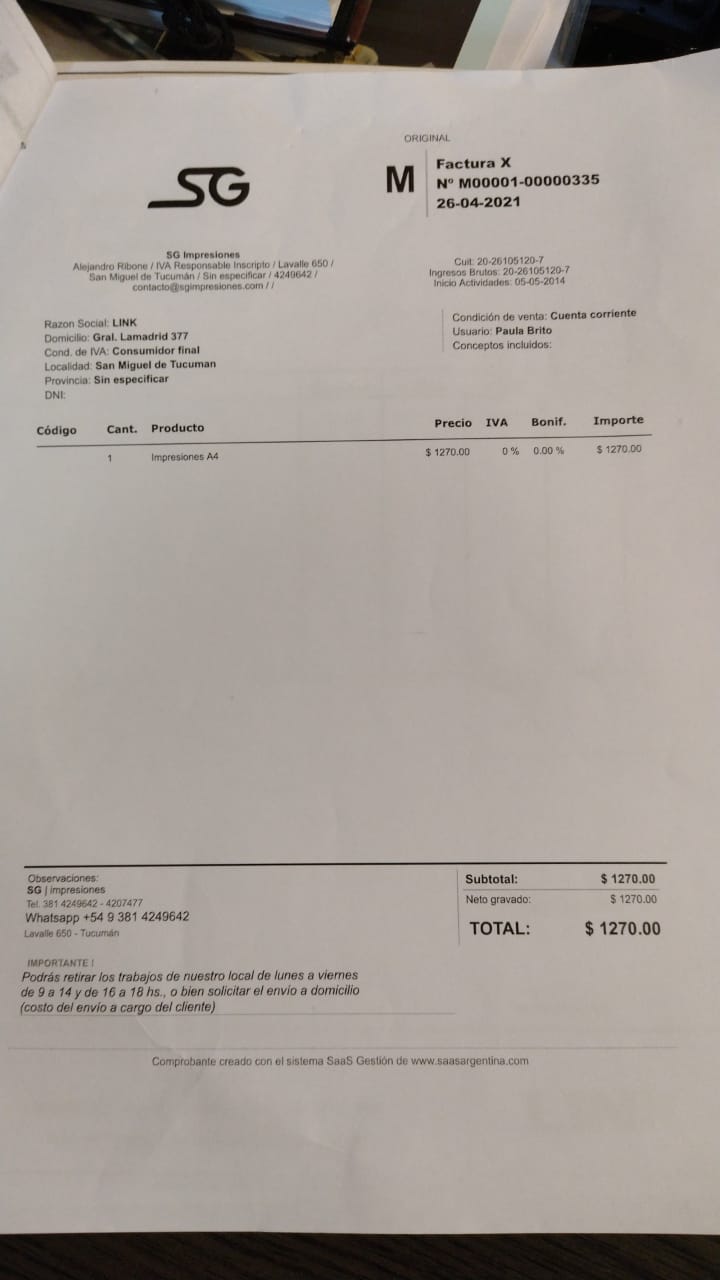 ORIGINAL
SG
M
Factura X
Nº M00001-00000335
26-04-2021
SG Impresiones
Alejandro Ribone / IVA Responsable Inscripto / Lavalle 650 /
San Miguel de Tucumán / Sin especificar / 4249642 /
contacto@sgimpresiones.com / /
Cuit: 20-26105120-7
Ingresos Brutos: 20-26105120-7
Inicio Actividades: 05-05-2014
Razon Social: LINK
Domicilio: Gral. Lamadrid 377
Cond. de IVA: Consumidor final
Localidad: San Miguel de Tucuman
Provincia: Sin especificar
DNI:
Condición de venta: Cuenta corriente
Usuario: Paula Brito
Conceptos incluidos:
Código Cant. Producto Precio IVA Bonif. Importe
1 Impresiones A4 $ 1270.00 0 % 0.00 % $ 1270.00
Observaciones:
SG | impresiones
Tel. 381 4249642 - 4207477
Whatsapp +54 9 381 4249642
Lavalle 650 - Tucumán
Subtotal: $ 1270.00
Neto gravado: $ 1270.00
TOTAL: $ 1270.00
IMPORTANTE !
Podrás retirar los trabajos de nuestro local de lunes a viernes
de 9 a 14 y de 16 a 18 hs., o bien solicitar el envío a domicilio
(costo del envío a cargo del cliente)
Comprobante creado con el sistema SaaS Gestión de www.saasargentina.com